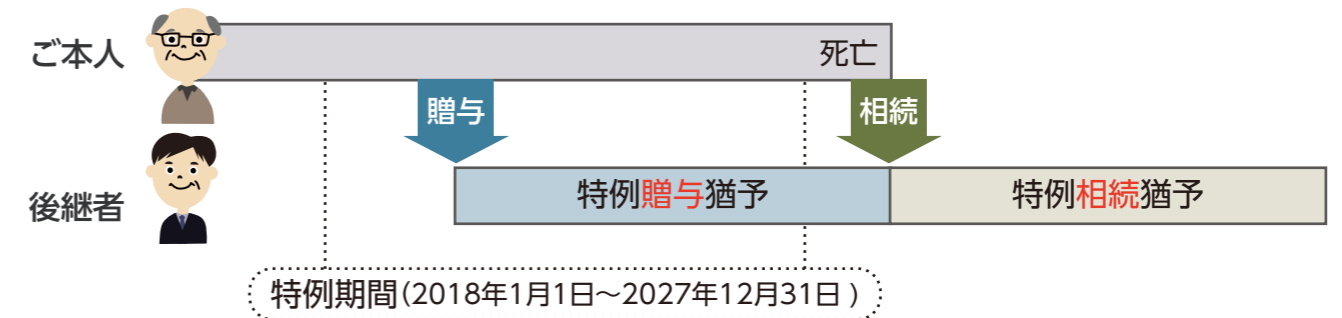 ご本人
死亡
贈与
相続
後継者
特例贈与猶予
特例相続猶予
特例期間(2018年1月1日～2027年12月31日)